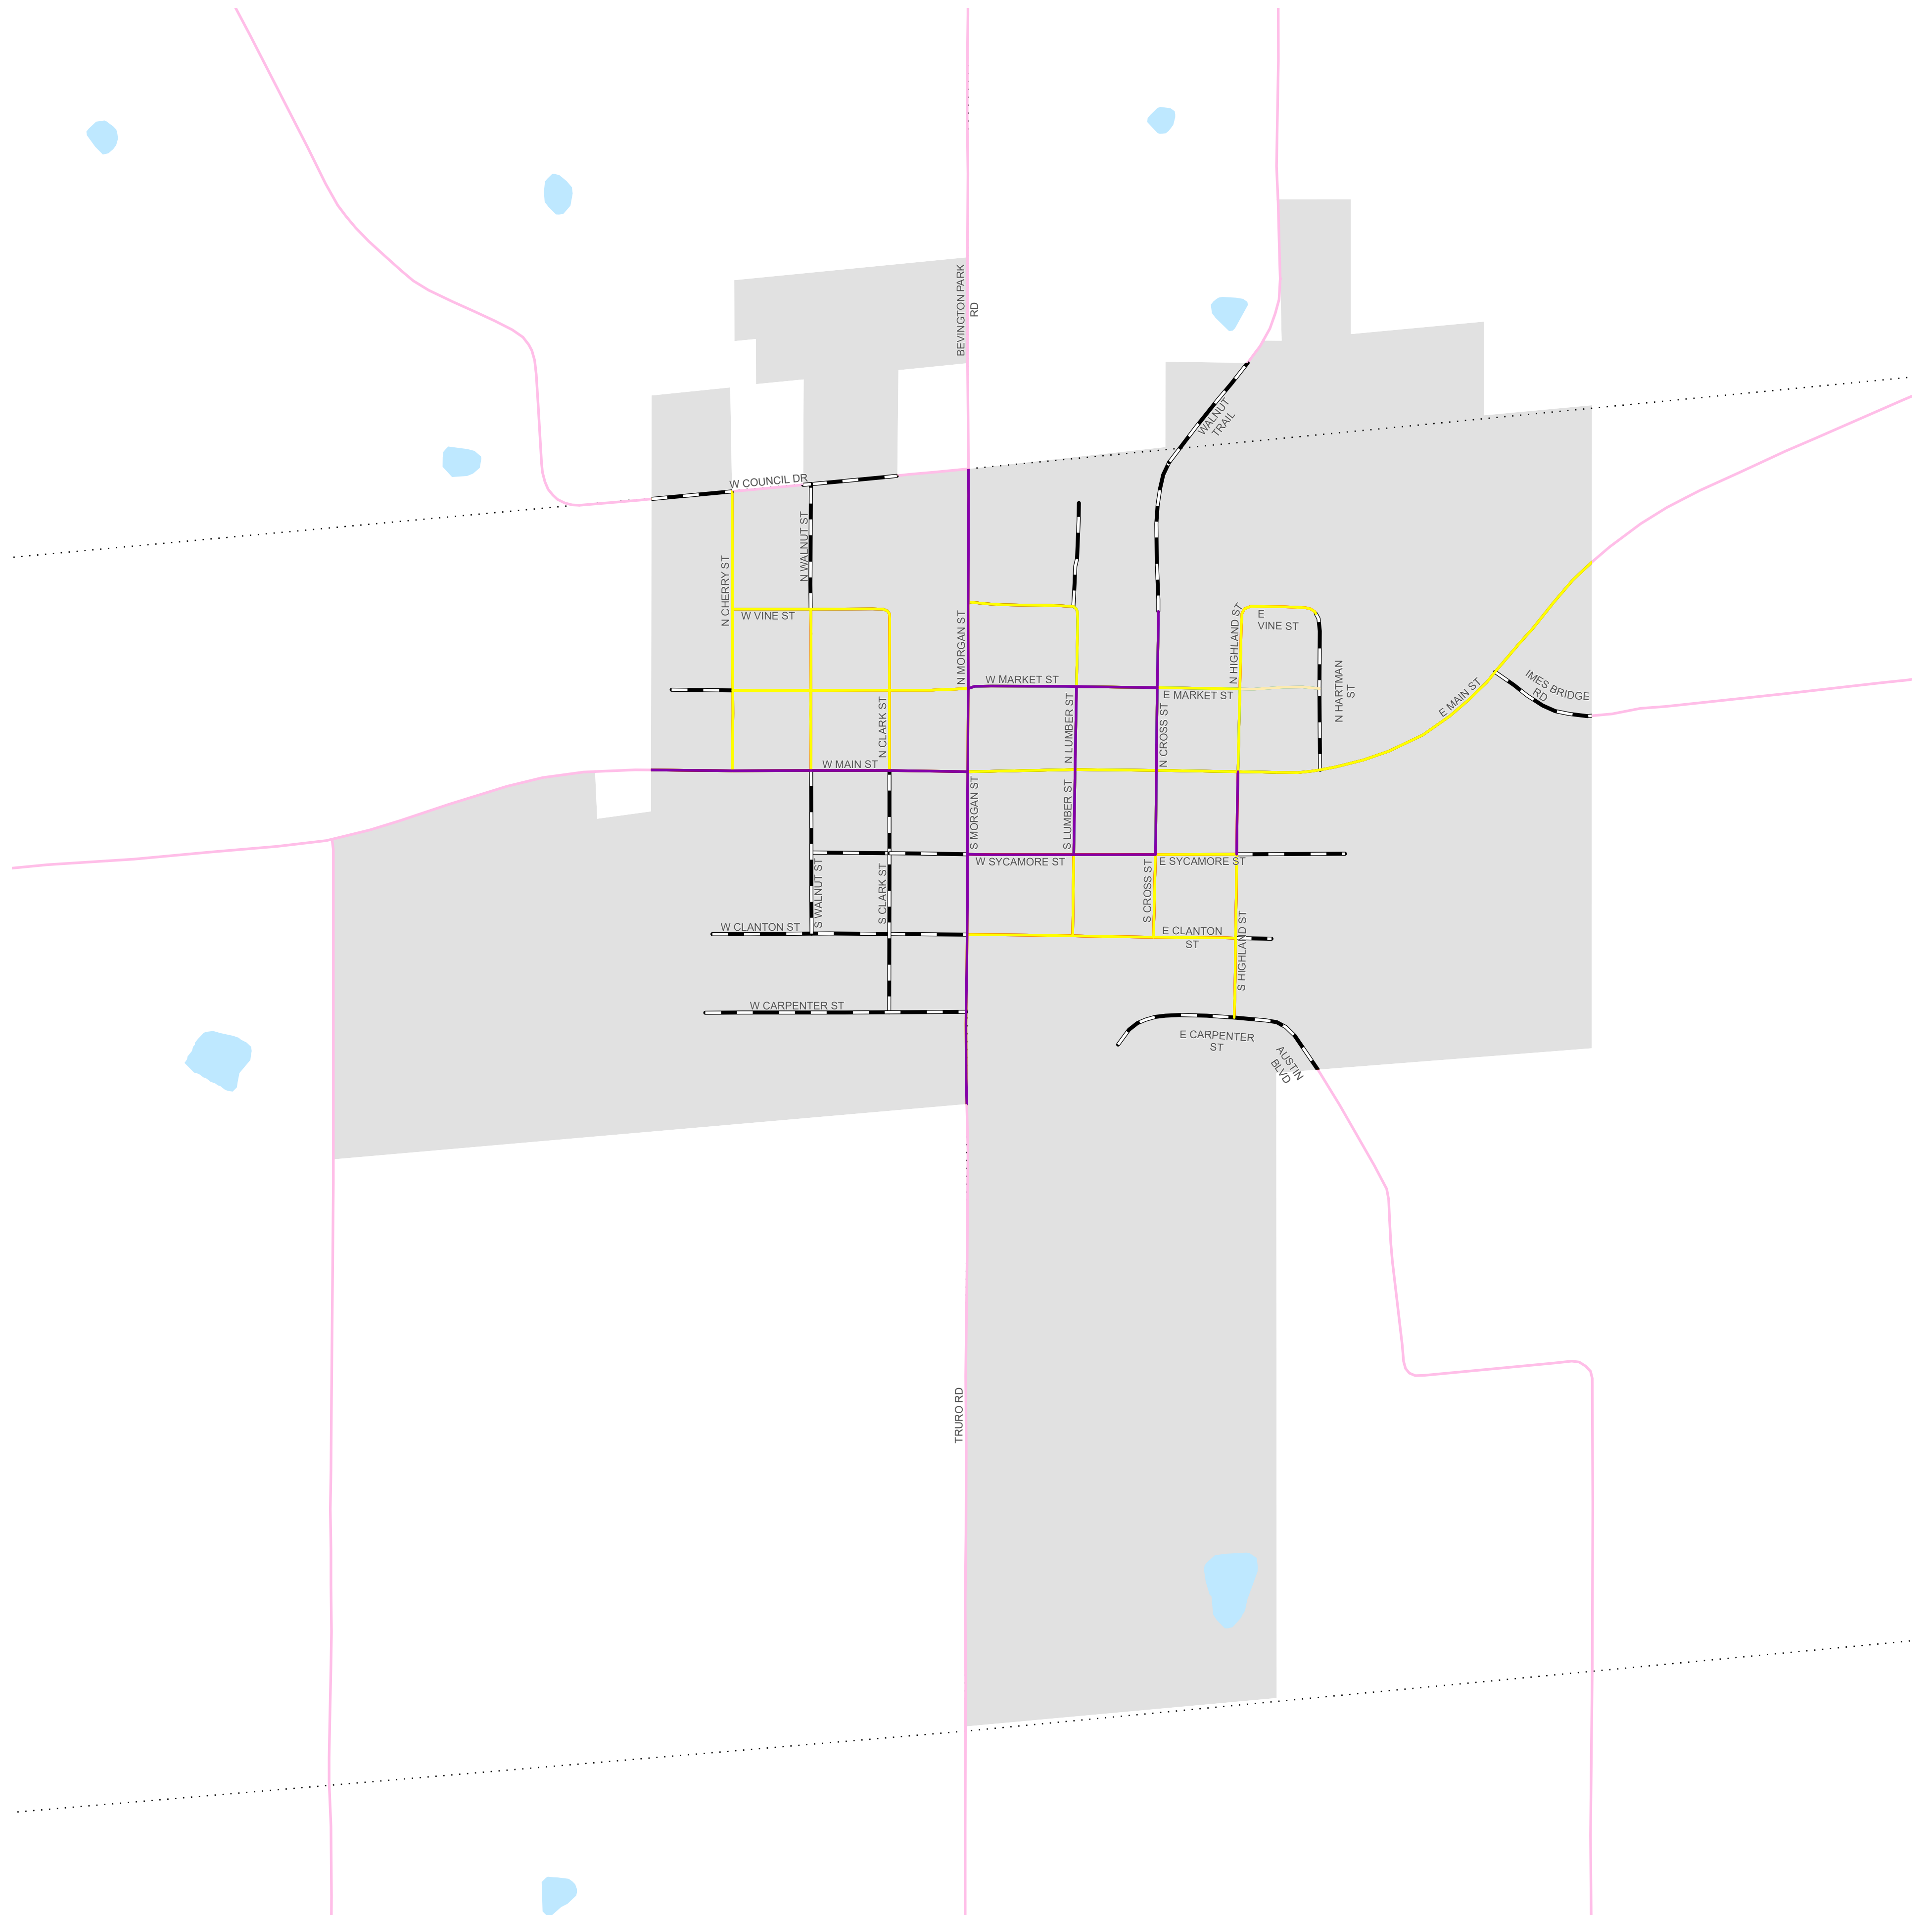 BEVINGTON PARK
RD
WALNUT
TRAIL
W COUNCIL DR
N WALNUT ST
N CHERRY ST
W VINE ST
N MORGAN ST
N HIGHLAND ST
E
VINE ST
N HARTMAN
ST
W MARKET ST
E MARKET ST
IMES BRIDGE
RD
E MAIN ST
N CLARK ST
N LUMBER ST
N CROSS ST
W MAIN ST
S MORGAN ST
S LUMBER ST
W SYCAMORE ST
E SYCAMORE ST
S WALNUT ST
S CLARK ST
S CROSS ST
W CLANTON ST
E CLANTON
ST
S HIGHLAND ST
W CARPENTER ST
E CARPENTER
ST
AUSTIN
BLVD
TRURO RD